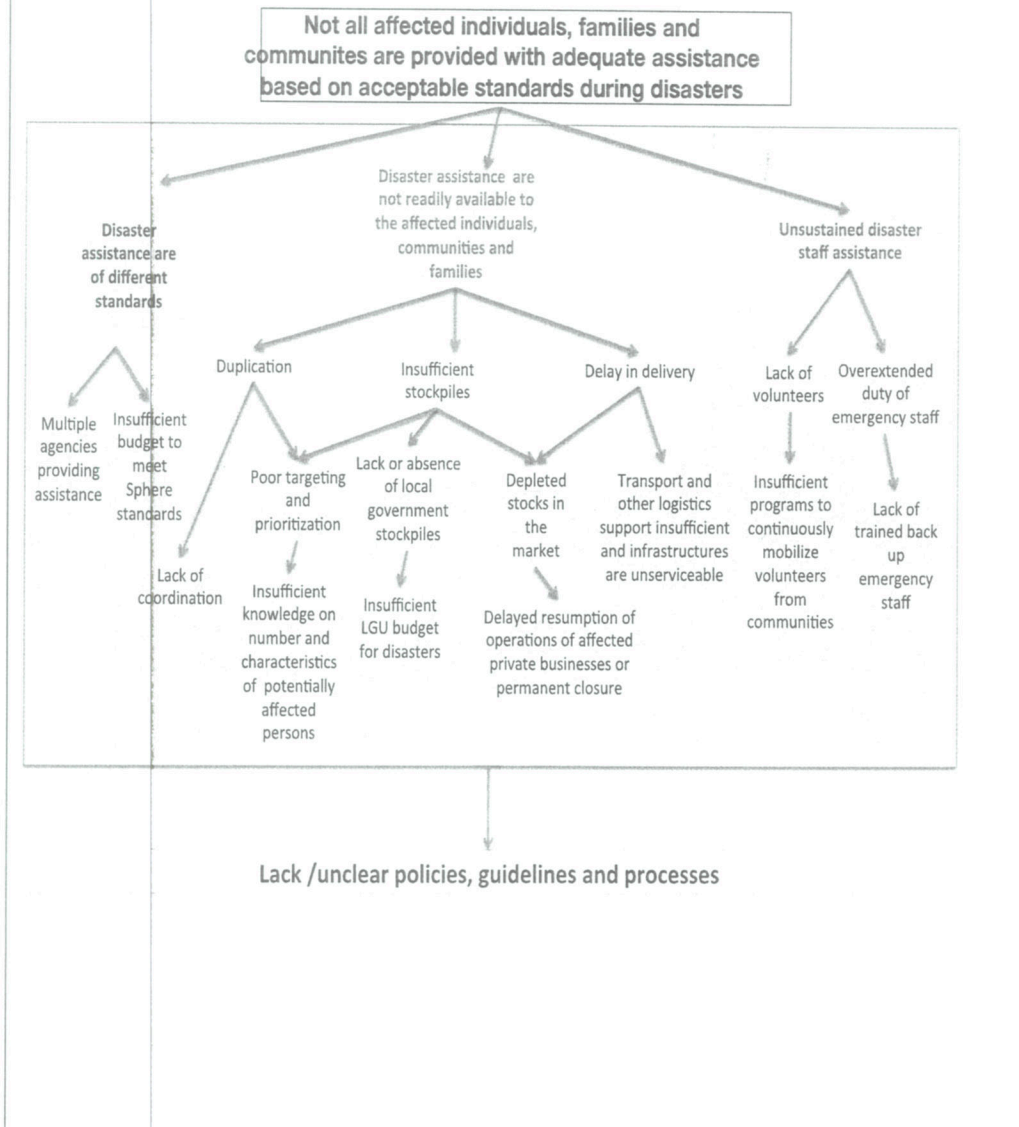 Not all affected individuals, families and
communites are provided with adequate assistance
based on acceptable standards during disasters
Disaster
assistance are
of different
standards
Disaster assistance are
not readily available to
the affected individuals,
communities and
families
Unsustained disaster
staff assistance
Multiple
agencies
providing
assistance
Insufficient
budget to
meet
Sphere
standards
Duplication
Insufficient
stockpiles
Delay in delivery
Lack of
volunteers
Overextended
duty of
emergency staff
Lack of
coordination
Poor targeting
and
prioritization
Lack or absence
of local
government
stockpiles
Depleted
stocks in
the
market
Transport and
other logistics
support insufficient
and infrastructures
are unserviceable
Insufficient
programs to
continuously
mobilize
volunteers
from
communities
Lack of
trained back
up
emergency
staff
Insufficient
knowledge on
number and
characteristics
of potentially
affected
persons
Insufficient
LGU budget
for disasters
Delayed resumption of
operations of affected
private businesses or
permanent closure
Lack /unclear policies, guidelines and processes